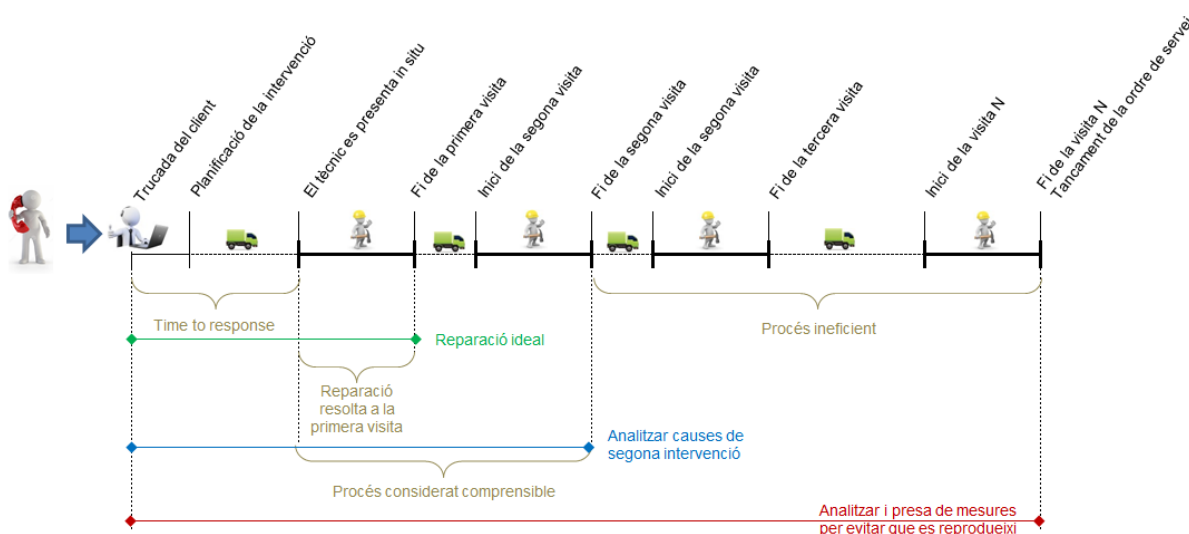 Trucada del client
Planificació de la intervenció
El tècnic es presenta in situ
Fi de la primera visita
Inici de la segona visita
Fi de la segona visita
Inici de la segona visita
Fi de la tercera visita
Inici de la visita N
Fi de la visita N
Tancament de la ordre de servei
Time to response
Procés ineficient
Reparació ideal
Reparació
resolta a la
primera visita
Analitzar causes de
segona intervenció
Procés considerat comprensible
Analitzar i presa de mesures
per evitar que es reprodueixi